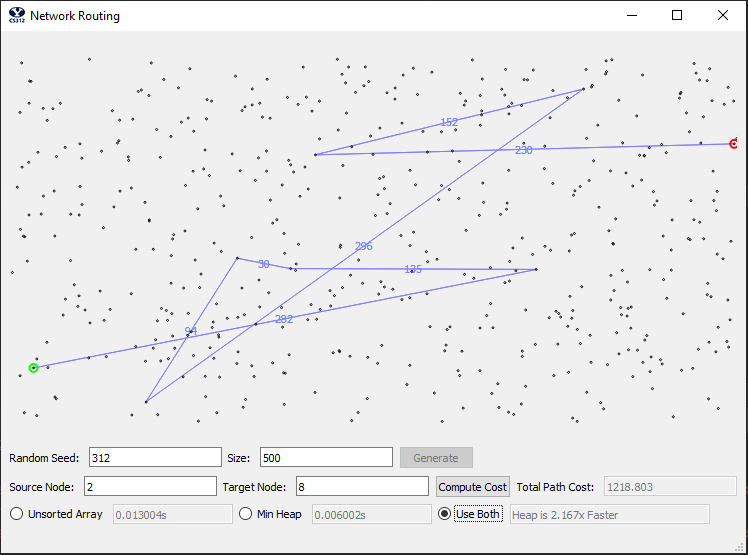 CS312 Network Routing
152
230
296
30
135
282
94
Random Seed: 312 Size: 500 Generate
Source Node: 2 Target Node: 8 Compute Cost Total Path Cost: 1218.803
Unsorted Array 0.013004s Min Heap 0.006002s Use Both Heap is 2.167x Faster